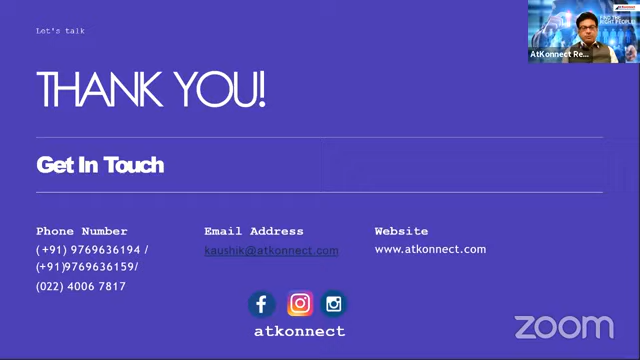 Let's talk
THANK YOU!
Get In Touch
Phone Number
(+91) 9769636194 /
(+91)9769636159/
(022) 4006 7817
Email Address
kaushik@atkonnect.com
Website
www.atkonnect.com
atkonnect
AtKonnect Re...
zoom